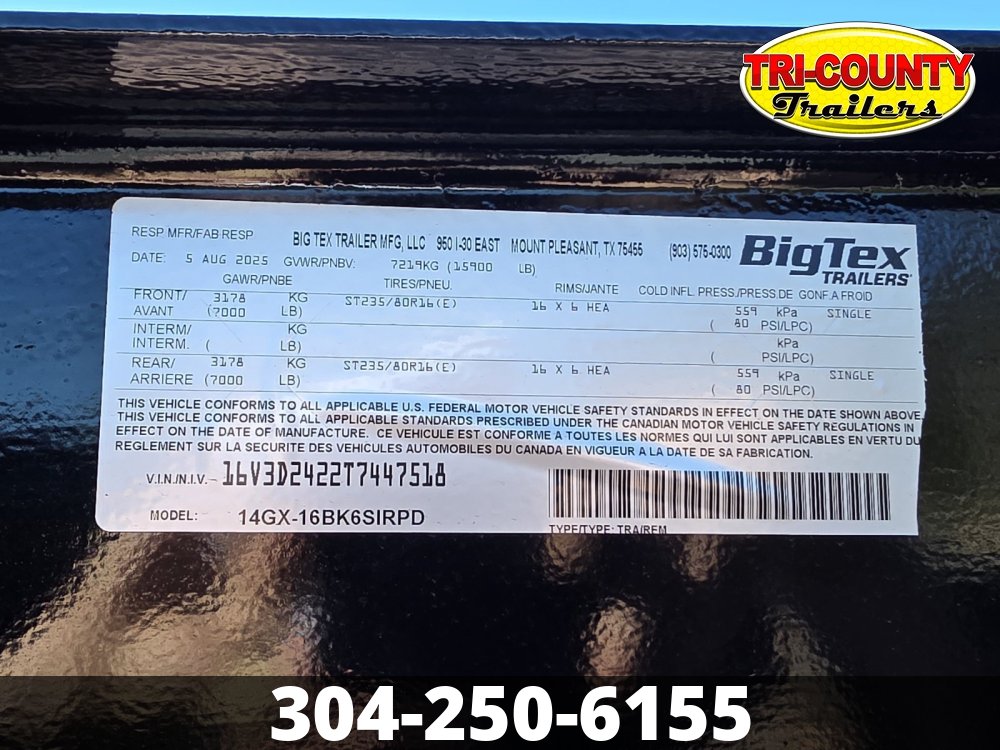 TRI-COUNTY
Trailers
RESP. MFR/FAB RESP BIG TEX TRAILER MFG, LLC 950 I-30 EAST MOUNT PLEASANT, TX 75455 (903) 575-0300 BigTex
TRAILERS
DATE: 5 AUG 2025 GVWR/PNBV: 7219KG (15900 LB)
GAWR/PNBE TIRES/PNEU. RIMS/JANTE COLD INFL. PRESS./PRESS.DE GONF.A FROID
FRONT/ 3178 KG ST235/80R16(E) 16 X 6 HEA 559 kPa SINGLE
AVANT (7000 LB) ( 80 PSI/LPC)
INTERM/ KG kPa
INTERM. ( LB) ( PSI/LPC)
REAR/ 3178 KG ST235/80R16(E) 16 X 6 HEA 559 kPa SINGLE
ARRIERE (7000 LB) ( 80 PSI/LPC)
THIS VEHICLE CONFORMS TO ALL APPLICABLE U.S. FEDERAL MOTOR VEHICLE SAFETY STANDARDS IN EFFECT ON THE DATE SHOWN ABOVE.
THIS VEHICLE CONFORMS TO ALL APPLICABLE STANDARDS PRESCRIBED UNDER THE CANADIAN MOTOR VEHICLE SAFETY REGULATIONS IN
EFFECT ON THE DATE OF MANUFACTURE. CE VEHICULE EST CONFORME A TOUTES LES NORMES QUI LUI SONT APPLICABLES EN VERTU DU
REGLEMENT SUR LA SECURITE DES VEHICULES AUTOMOBILES DU CANADA EN VIGUEUR A LA DATE DE SA FABRICATION.
V.I.N./N.I.V.- 16V3D2422T7447518
MODEL: 14GX-16BK6SIRPD
TYPE/TYPE: TRA/REM
304-250-6155